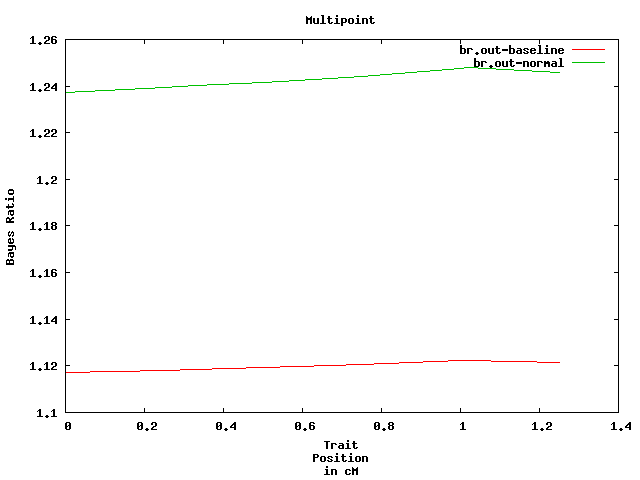 Multipoint
br.out-baseline
br.out-normal
1.26
1.24
1.22
1.2
1.18
1.16
1.14
1.12
1.1
Bayes Ratio
0 0.2 0.4 0.6 0.8 1 1.2 1.4
Trait
Position
in cM